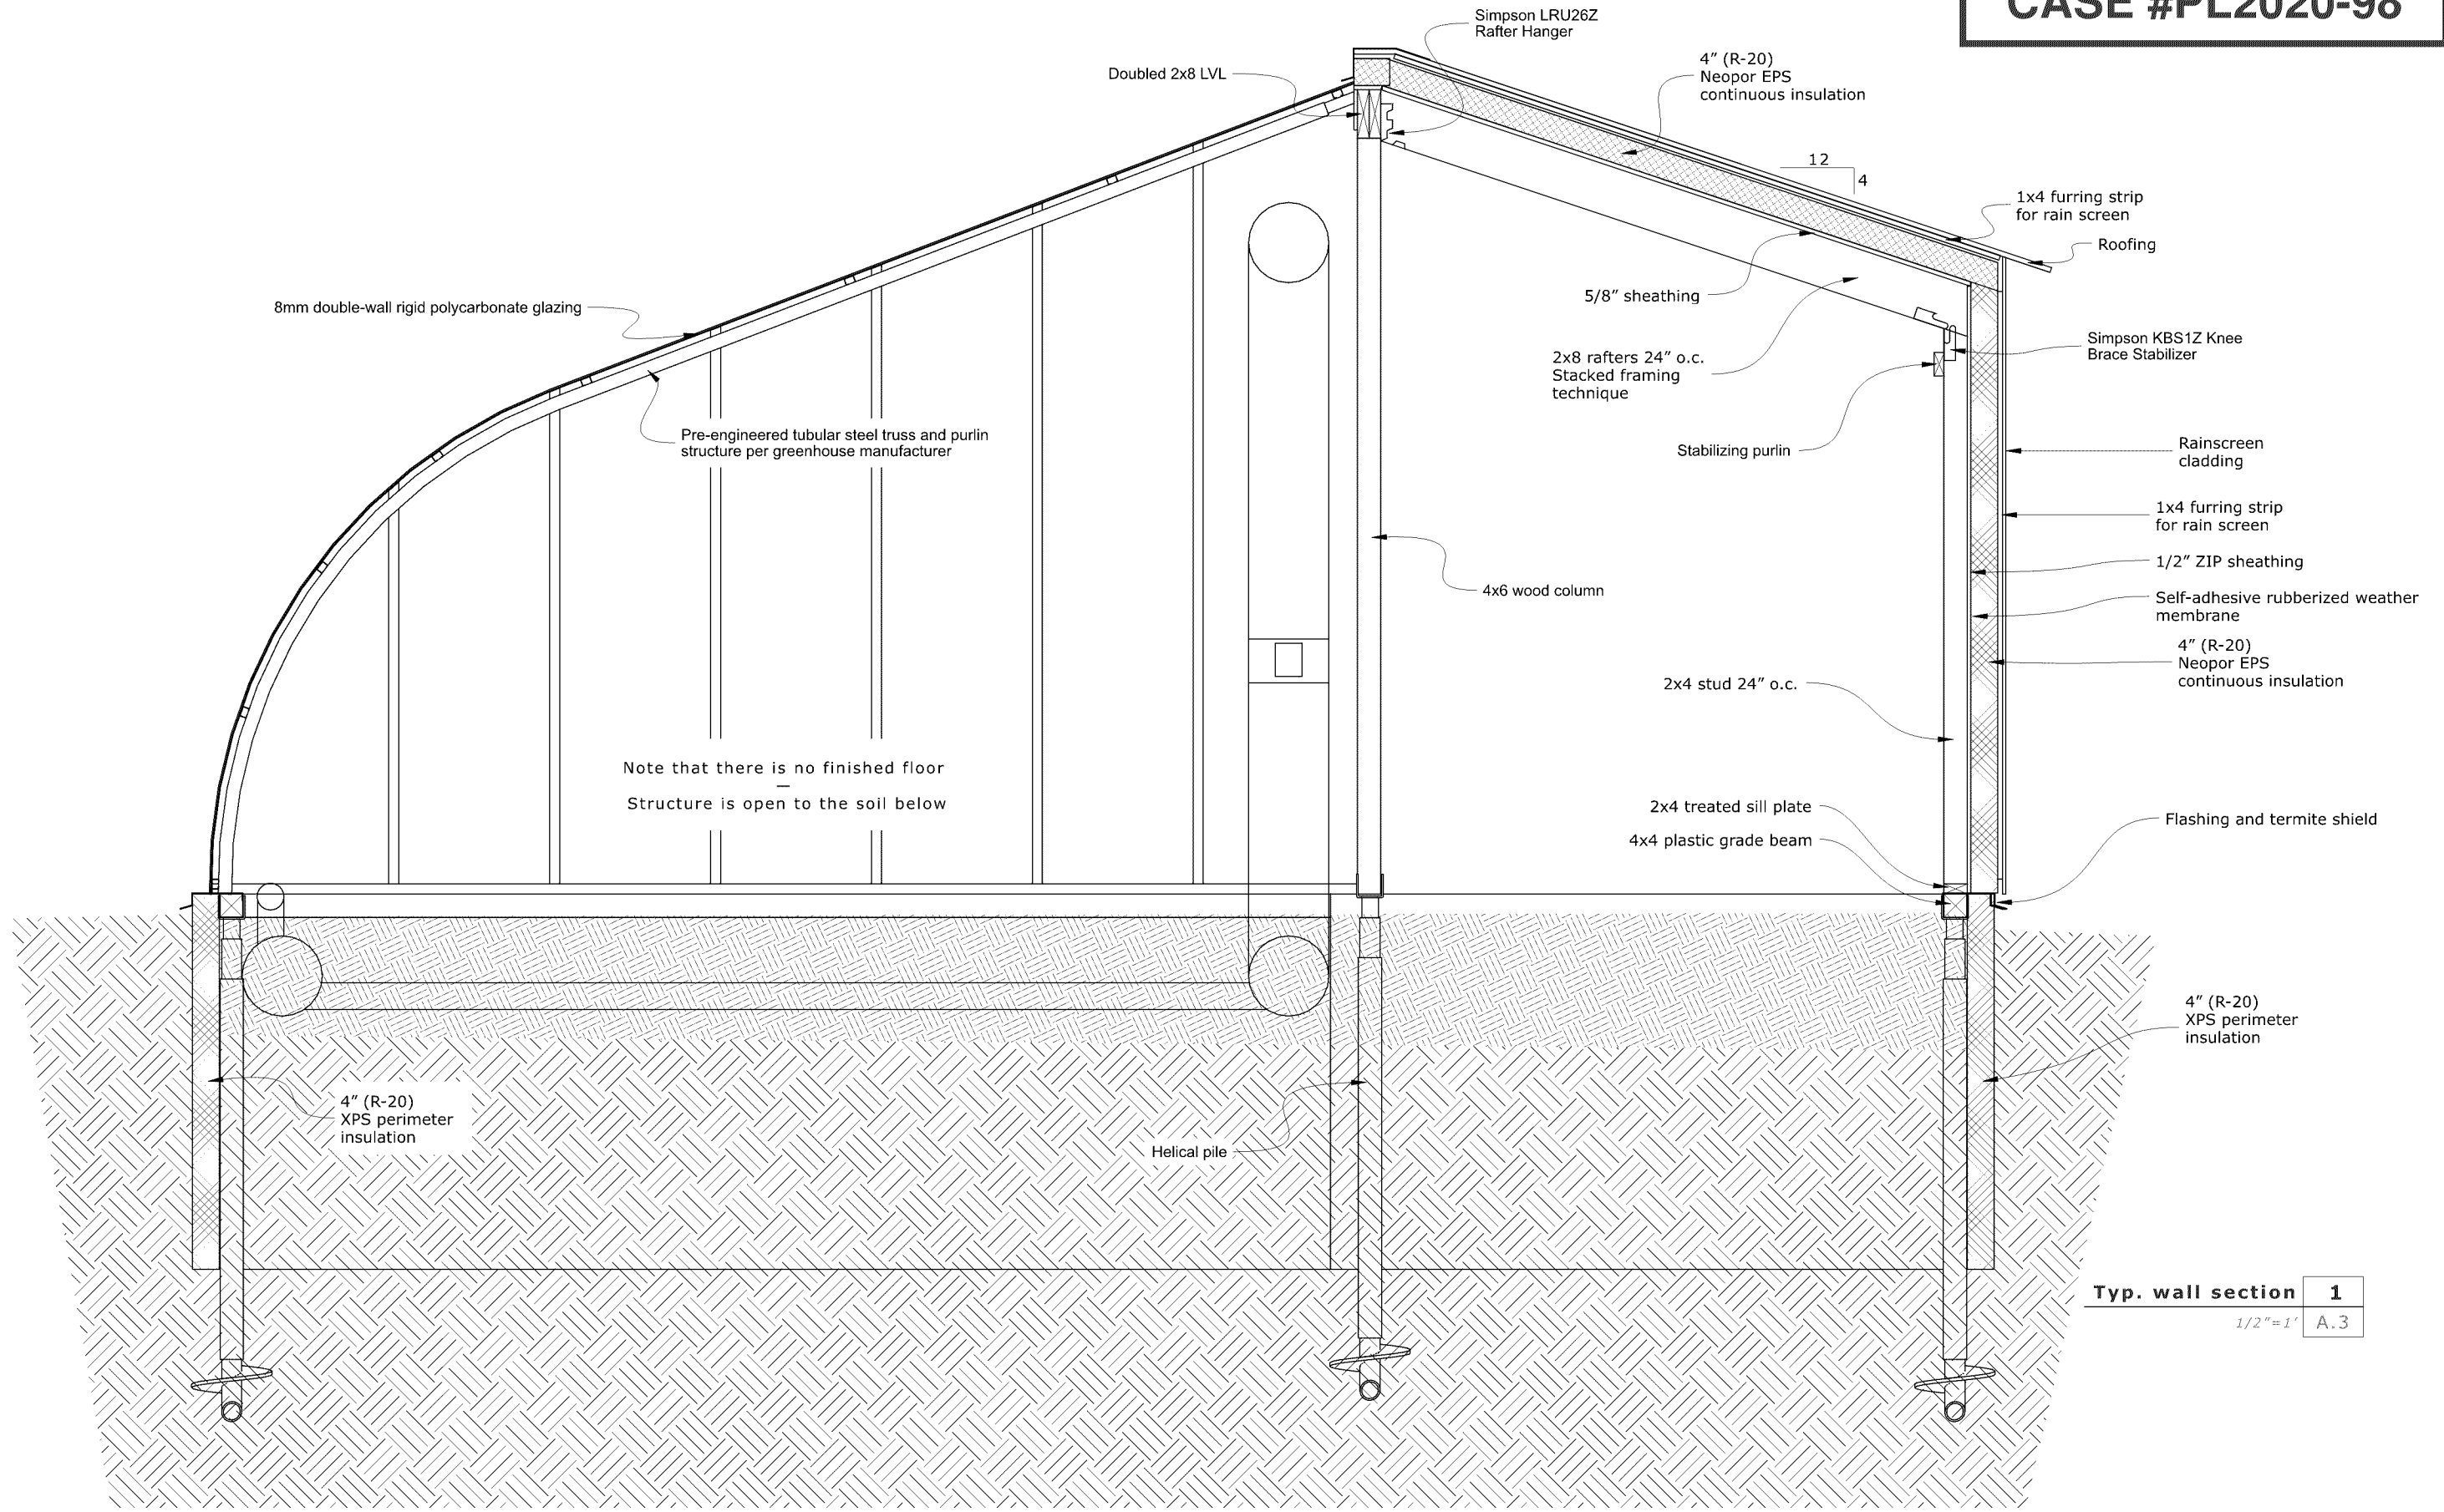 CASE #PL2020-98
Simpson LRU26Z
Rafter Hanger
Doubled 2x8 LVL
4" (R-20)
Neopor EPS
continuous insulation
12
4
1x4 furring strip
for rain screen
Roofing
8mm double-wall rigid polycarbonate glazing
5/8" sheathing
Simpson KBS1Z Knee
Brace Stabilizer
2x8 rafters 24" o.c.
Stacked framing
technique
Pre-engineered tubular steel truss and purlin
structure per greenhouse manufacturer
Stabilizing purlin
Rainscreen
cladding
1x4 furring strip
for rain screen
1/2" ZIP sheathing
4x6 wood column
Self-adhesive rubberized weather
membrane
4" (R-20)
Neopor EPS
continuous insulation
2x4 stud 24" o.c.
Note that there is no finished floor
—
Structure is open to the soil below
2x4 treated sill plate
4x4 plastic grade beam
Flashing and termite shield
4" (R-20)
XPS perimeter
insulation
4" (R-20)
XPS perimeter
insulation
Helical pile
Typ. wall section 1
1/2"=1' A.3